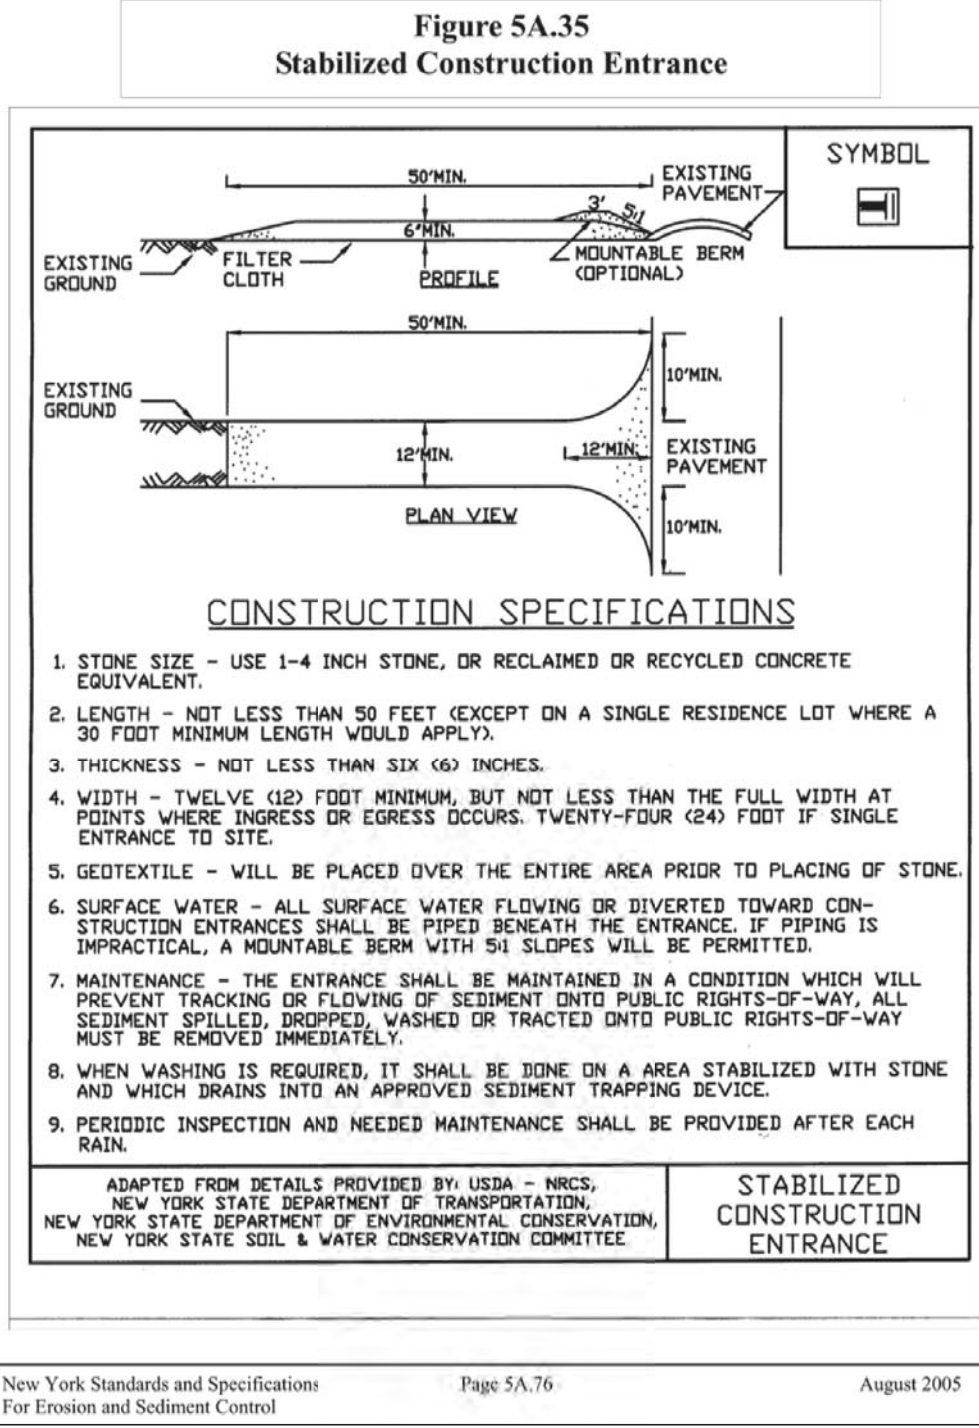 Figure 5A.35
Stabilized Construction Entrance
SYMBOL
50'MIN.
EXISTING
PAVEMENT
3'
5:1
6'MIN.
EXISTING
GROUND
FILTER
CLOTH
PROFILE
MOUNTABLE BERM
(OPTIONAL)
50'MIN.
10'MIN.
EXISTING
GROUND
12'MIN.
12'MIN.
EXISTING
PAVEMENT
PLAN VIEW
10'MIN.
CONSTRUCTION SPECIFICATIONS
1. STONE SIZE - USE 1-4 INCH STONE, OR RECLAIMED OR RECYCLED CONCRETE
EQUIVALENT.
2. LENGTH - NOT LESS THAN 50 FEET (EXCEPT ON A SINGLE RESIDENCE LOT WHERE A
30 FOOT MINIMUM LENGTH WOULD APPLY).
3. THICKNESS - NOT LESS THAN SIX (6) INCHES.
4. WIDTH - TWELVE (12) FOOT MINIMUM, BUT NOT LESS THAN THE FULL WIDTH AT
POINTS WHERE INGRESS OR EGRESS OCCURS. TWENTY-FOUR (24) FOOT IF SINGLE
ENTRANCE TO SITE.
5. GEOTEXTILE - WILL BE PLACED OVER THE ENTIRE AREA PRIOR TO PLACING OF STONE.
6. SURFACE WATER - ALL SURFACE WATER FLOWING OR DIVERTED TOWARD CON-
STRUCTION ENTRANCES SHALL BE PIPED BENEATH THE ENTRANCE. IF PIPING IS
IMPRACTICAL, A MOUNTABLE BERM WITH 5:1 SLOPES WILL BE PERMITTED.
7. MAINTENANCE - THE ENTRANCE SHALL BE MAINTAINED IN A CONDITION WHICH WILL
PREVENT TRACKING OR FLOWING OF SEDIMENT ONTO PUBLIC RIGHTS-OF-WAY, ALL
SEDIMENT SPILLED, DROPPED, WASHED OR TRACTED ONTO PUBLIC RIGHTS-OF-WAY
MUST BE REMOVED IMMEDIATELY.
8. WHEN WASHING IS REQUIRED, IT SHALL BE DONE ON A AREA STABILIZED WITH STONE
AND WHICH DRAINS INTO AN APPROVED SEDIMENT TRAPPING DEVICE.
9. PERIODIC INSPECTION AND NEEDED MAINTENANCE SHALL BE PROVIDED AFTER EACH
RAIN.
ADAPTED FROM DETAILS PROVIDED BY: USDA - NRCS,
NEW YORK STATE DEPARTMENT OF TRANSPORTATION,
NEW YORK STATE DEPARTMENT OF ENVIRONMENTAL CONSERVATION,
NEW YORK STATE SOIL & WATER CONSERVATION COMMITTEE
STABILIZED
CONSTRUCTION
ENTRANCE
New York Standards and Specifications
For Erosion and Sediment Control
Page 5A.76
August 2005